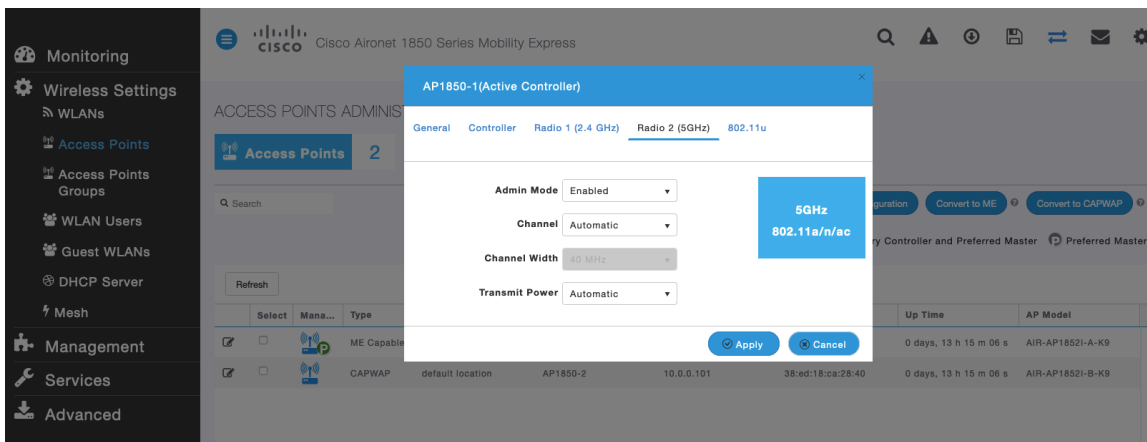 CISCO Cisco Aironet 1850 Series Mobility Express
Monitoring
Wireless Settings
WLANs
Access Points
Access Points
Groups
WLAN Users
Guest WLANs
DHCP Server
Mesh
Management
Services
Advanced
ACCESS POINTS ADMINIS
Access Points 2
Search
AP1850-1(Active Controller) ×
General Controller Radio 1 (2.4 GHz) Radio 2 (5GHz) 802.11u
Admin Mode Enabled
Channel Automatic
Channel Width 40 MHz
Transmit Power Automatic
5GHz
802.11a/n/ac
Apply Cancel
guration Convert to ME Convert to CAPWAP
ry Controller and Preferred Master P Preferred Master
Refresh
Select Mana... Type Up Time AP Model
P ME Capable 0 days, 13 h 15 m 06 s AIR-AP1852I-A-K9
CAPWAP default location AP1850-2 10.0.0.101 38:ed:18:ca:28:40 0 days, 13 h 15 m 06 s AIR-AP1852I-B-K9